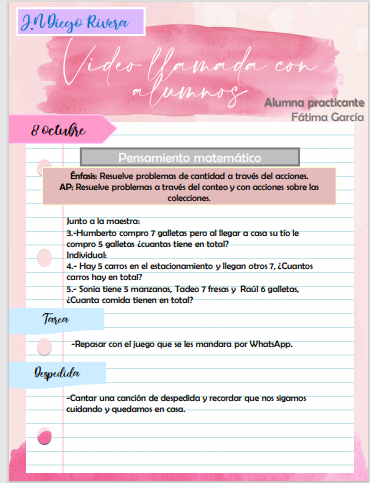 J.N Diego Rivera
Video llamada con
alumnos
Alumna practicante
Fátima García
8 Octubre
Pensamiento matemático
Énfasis: Resuelve problemas de cantidad a través del acciones.
AP: Resuelve problemas a través del conteo y con acciones sobre las
colecciones.
Junto a la maestra:
3.-Humberto compro 7 galletas pero al llegar a casa su tío le
compro 5 galletas ¿cuantas tiene en total?
Individual:
4.- Hay 5 carros en el estacionamiento y llegan otros 7, ¿Cuantos
carros hay en total?
5.- Sonia tiene 5 manzanas, Tadeo 7 fresas y Raúl 6 galletas,
¿Cuanta comida tienen en total?
Tarea
-Repasar con el juego que se les mandara por WhatsApp.
Despedida
-Cantar una canción de despedida y recordar que nos sigamos
cuidando y quedarnos en casa.